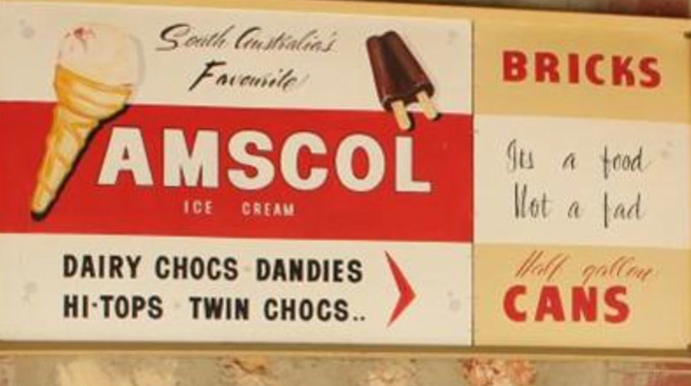 South Australia's
Favourite
AMSCOL
ICE CREAM
DAIRY CHOCS · DANDIES
HI-TOPS · TWIN CHOCS..
BRICKS
Its a food
Not a fad
Half gallon
CANS